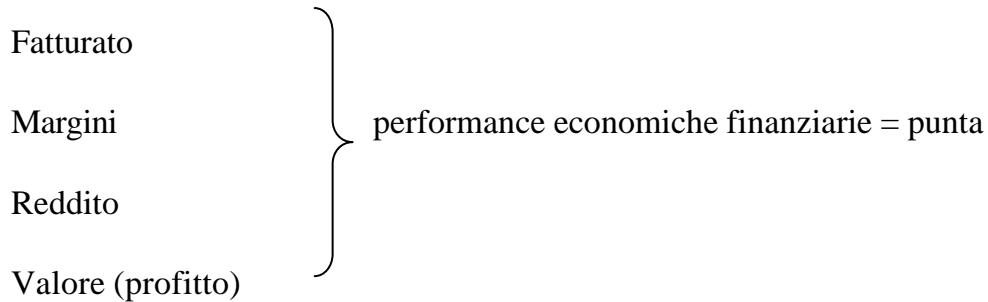 Fatturato
Margini
performance economiche finanziarie = punta
Reddito
Valore (profitto)